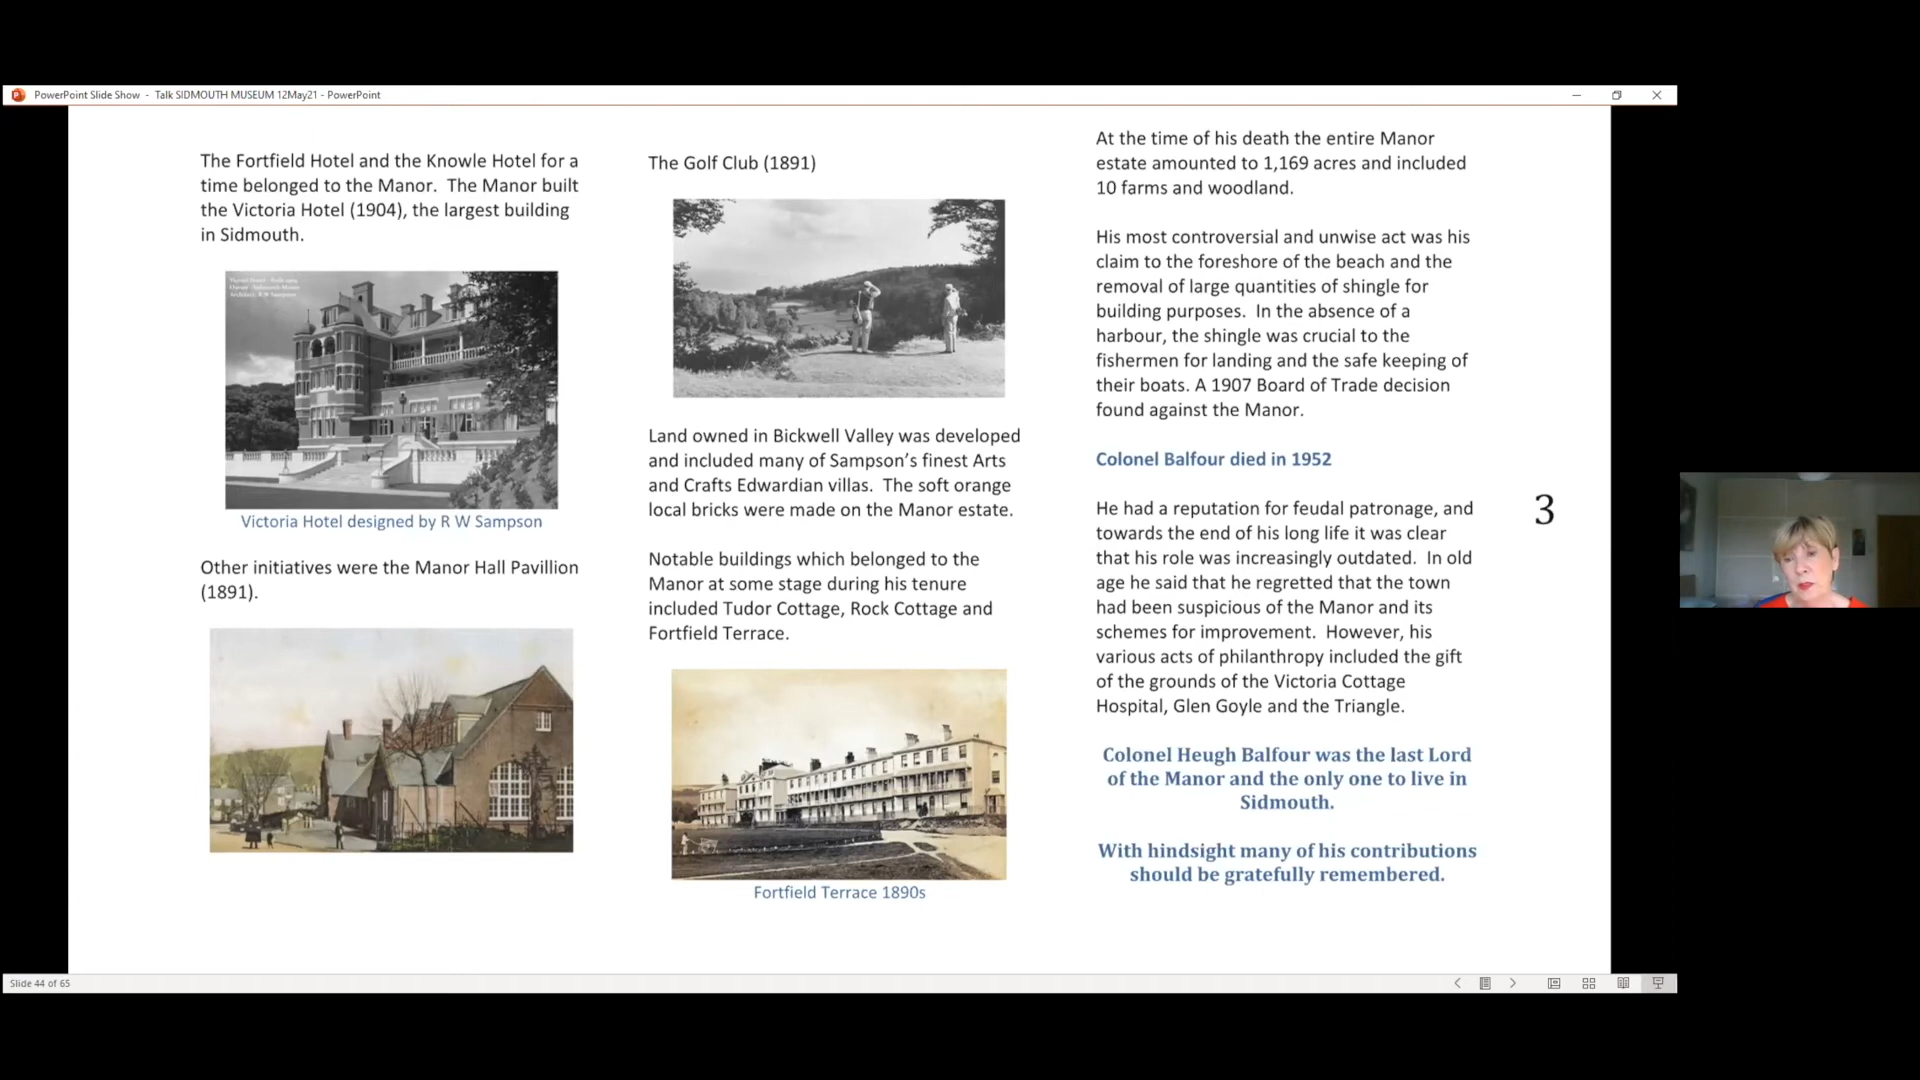 PowerPoint Slide Show - Talk SIDMOUTH MUSEUM 12May21 - PowerPoint
The Fortfield Hotel and the Knowle Hotel for a
time belonged to the Manor. The Manor built
the Victoria Hotel (1904), the largest building
in Sidmouth.
Victoria Hotel designed by R W Sampson
Other initiatives were the Manor Hall Pavillion
(1891).
The Golf Club (1891)
Land owned in Bickwell Valley was developed
and included many of Sampson's finest Arts
and Crafts Edwardian villas. The soft orange
local bricks were made on the Manor estate.
Notable buildings which belonged to the
Manor at some stage during his tenure
included Tudor Cottage, Rock Cottage and
Fortfield Terrace.
Fortfield Terrace 1890s
At the time of his death the entire Manor
estate amounted to 1,169 acres and included
10 farms and woodland.
His most controversial and unwise act was his
claim to the foreshore of the beach and the
removal of large quantities of shingle for
building purposes. In the absence of a
harbour, the shingle was crucial to the
fishermen for landing and the safe keeping of
their boats. A 1907 Board of Trade decision
found against the Manor.
Colonel Balfour died in 1952
He had a reputation for feudal patronage, and
towards the end of his long life it was clear
that his role was increasingly outdated. In old
age he said that he regretted that the town
had been suspicious of the Manor and its
schemes for improvement. However, his
various acts of philanthropy included the gift
of the grounds of the Victoria Cottage
Hospital, Glen Goyle and the Triangle.
Colonel Heugh Balfour was the last Lord
of the Manor and the only one to live in
Sidmouth.
With hindsight many of his contributions
should be gratefully remembered.
3
Slide 44 of 65